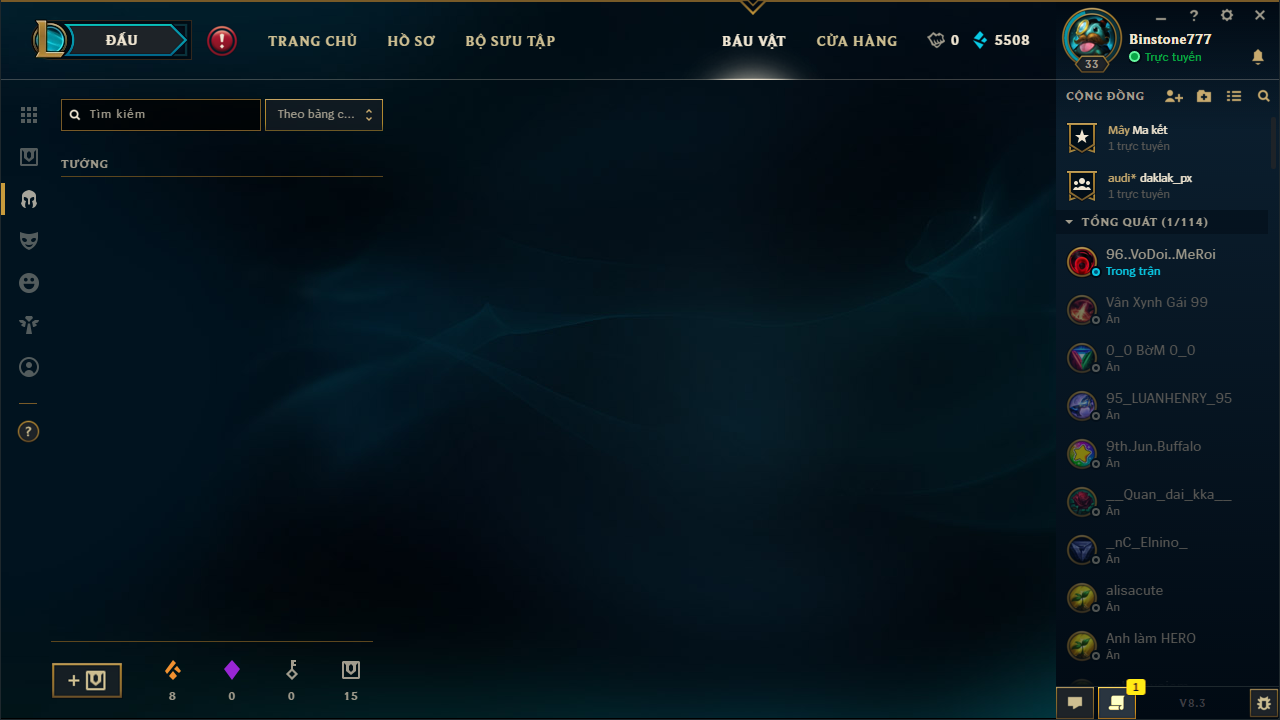 ĐẤU
TRANG CHỦ
HỒ SƠ
BỘ SƯU TẬP
BÁU VẬT
CỬA HÀNG
0
5508
33
Binstone777
Trực tuyến
Tìm kiếm
Theo bảng c...
TƯỚNG
8
0
0
15
CỘNG ĐỒNG
Mây Ma kết
1 trực tuyến
audi* daklak_px
1 trực tuyến
TỔNG QUÁT (1/114)
96..VoDoi..MeRoi
Trong trận
Vân Xynh Gái 99
Ẩn
0_0 BờM 0_0
Ẩn
95_LUANHENRY_95
Ẩn
9th.Jun.Buffalo
Ẩn
__Quan_dai_kka__
Ẩn
_nC_Elnino_
Ẩn
alisacute
Ẩn
Anh làm HERO
Ẩn
1
V8.3